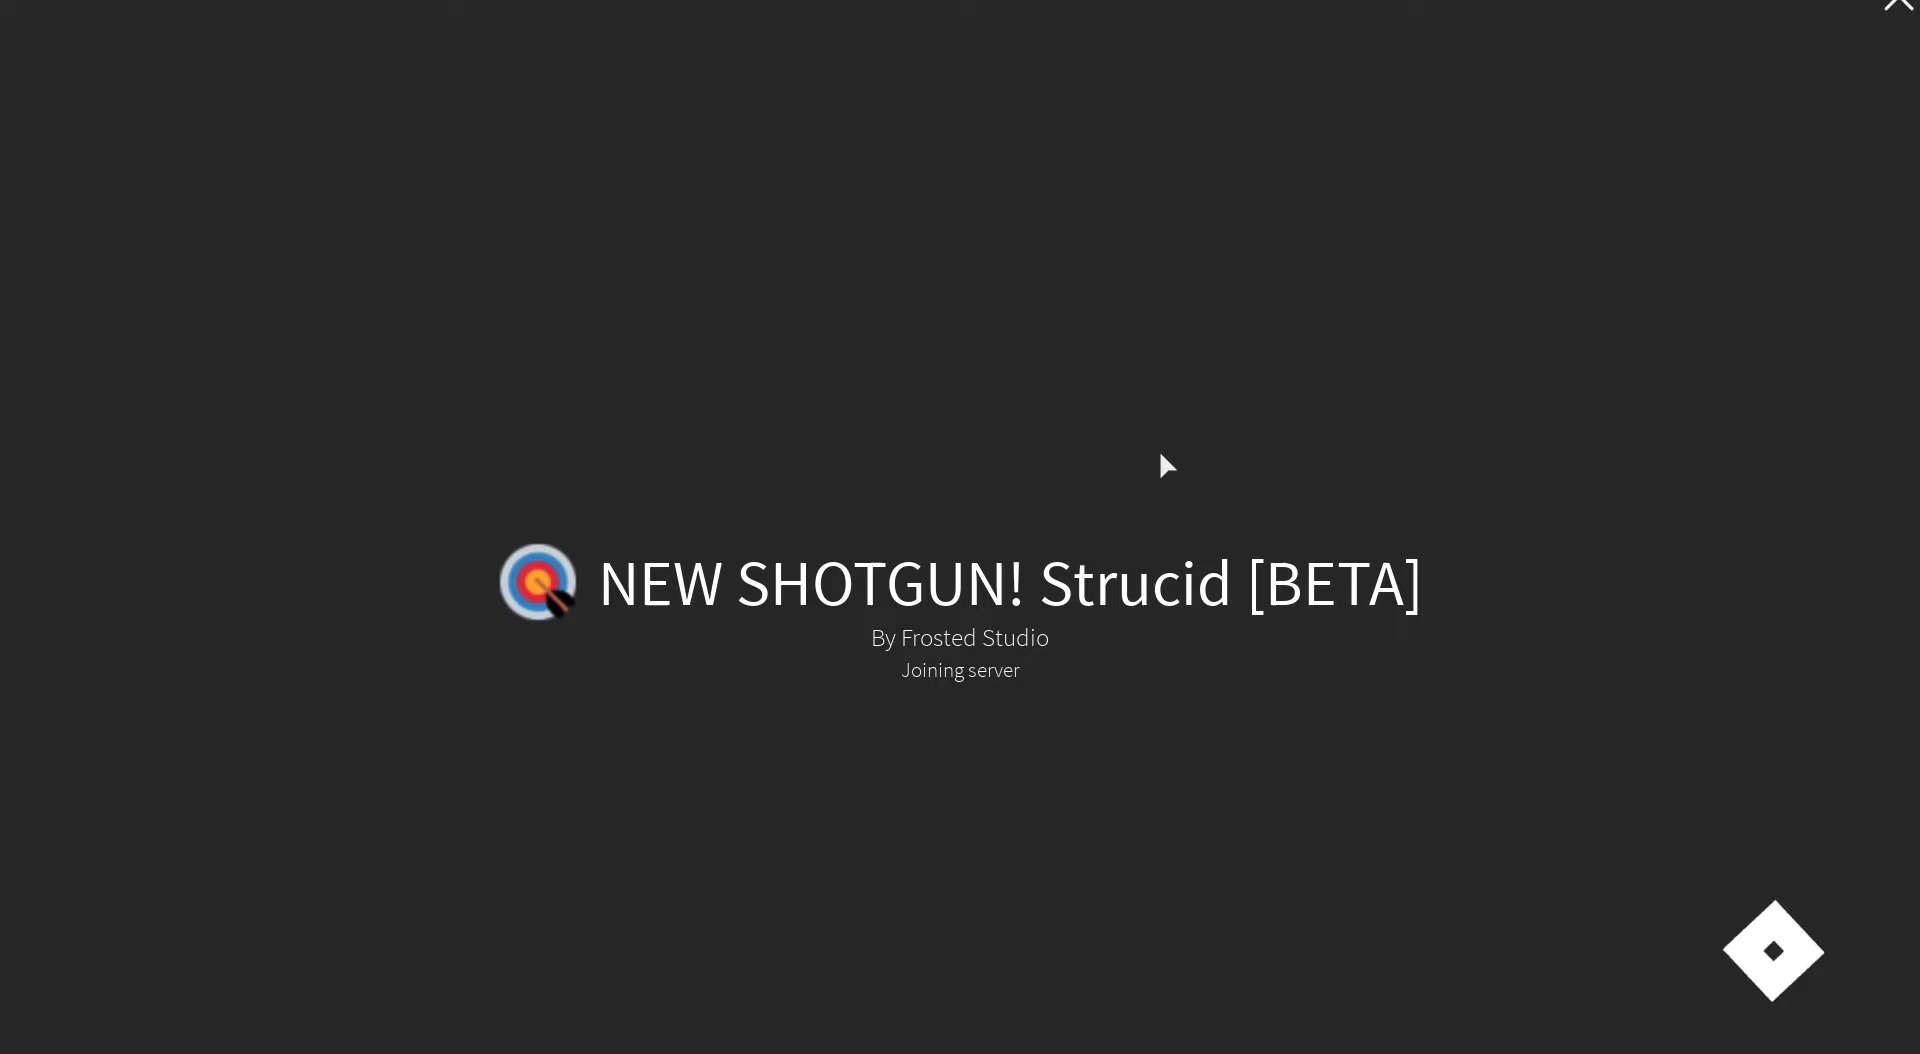 🎯 NEW SHOTGUN! Strucid [BETA]
By Frosted Studio
Joining server